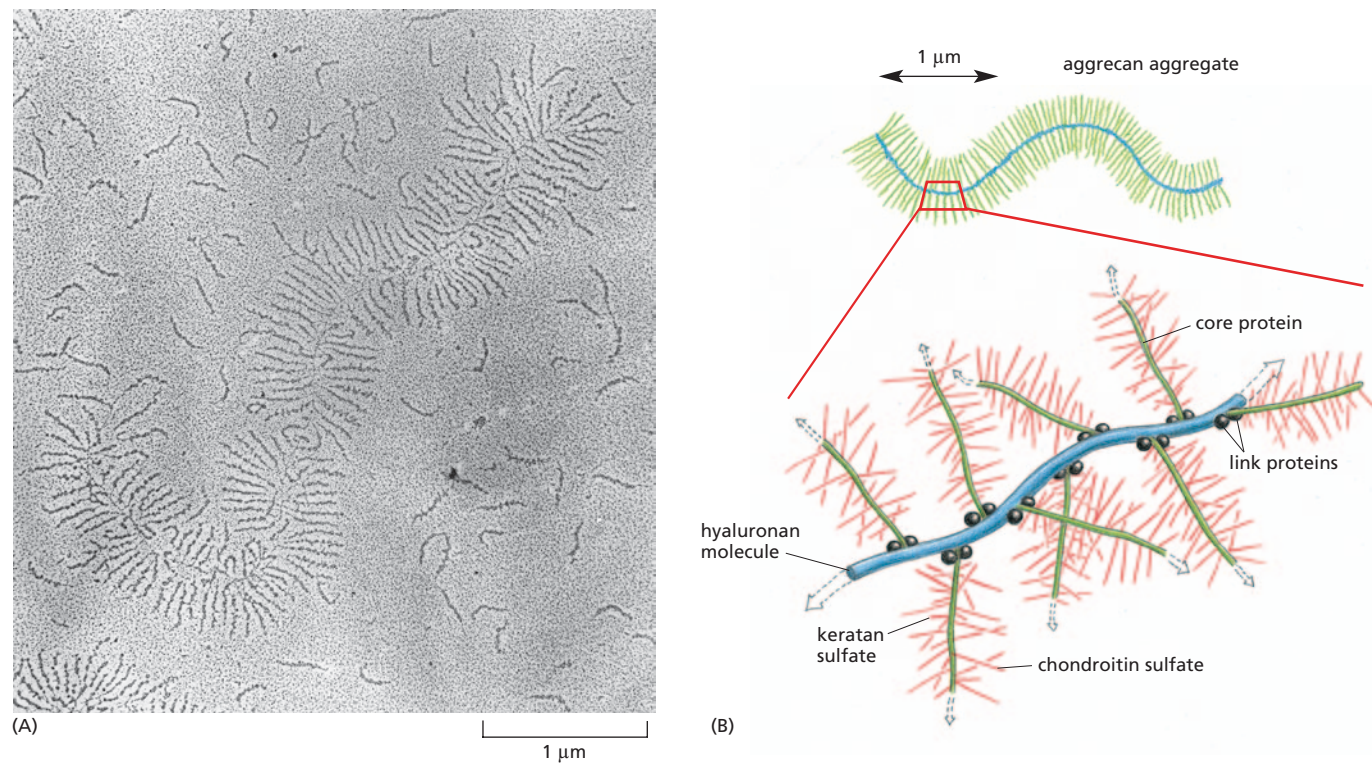 1 μm
aggrecan aggregate
core protein
link proteins
hyaluronan
molecule
keratan
sulfate
chondroitin sulfate
(A)
1 μm
(B)